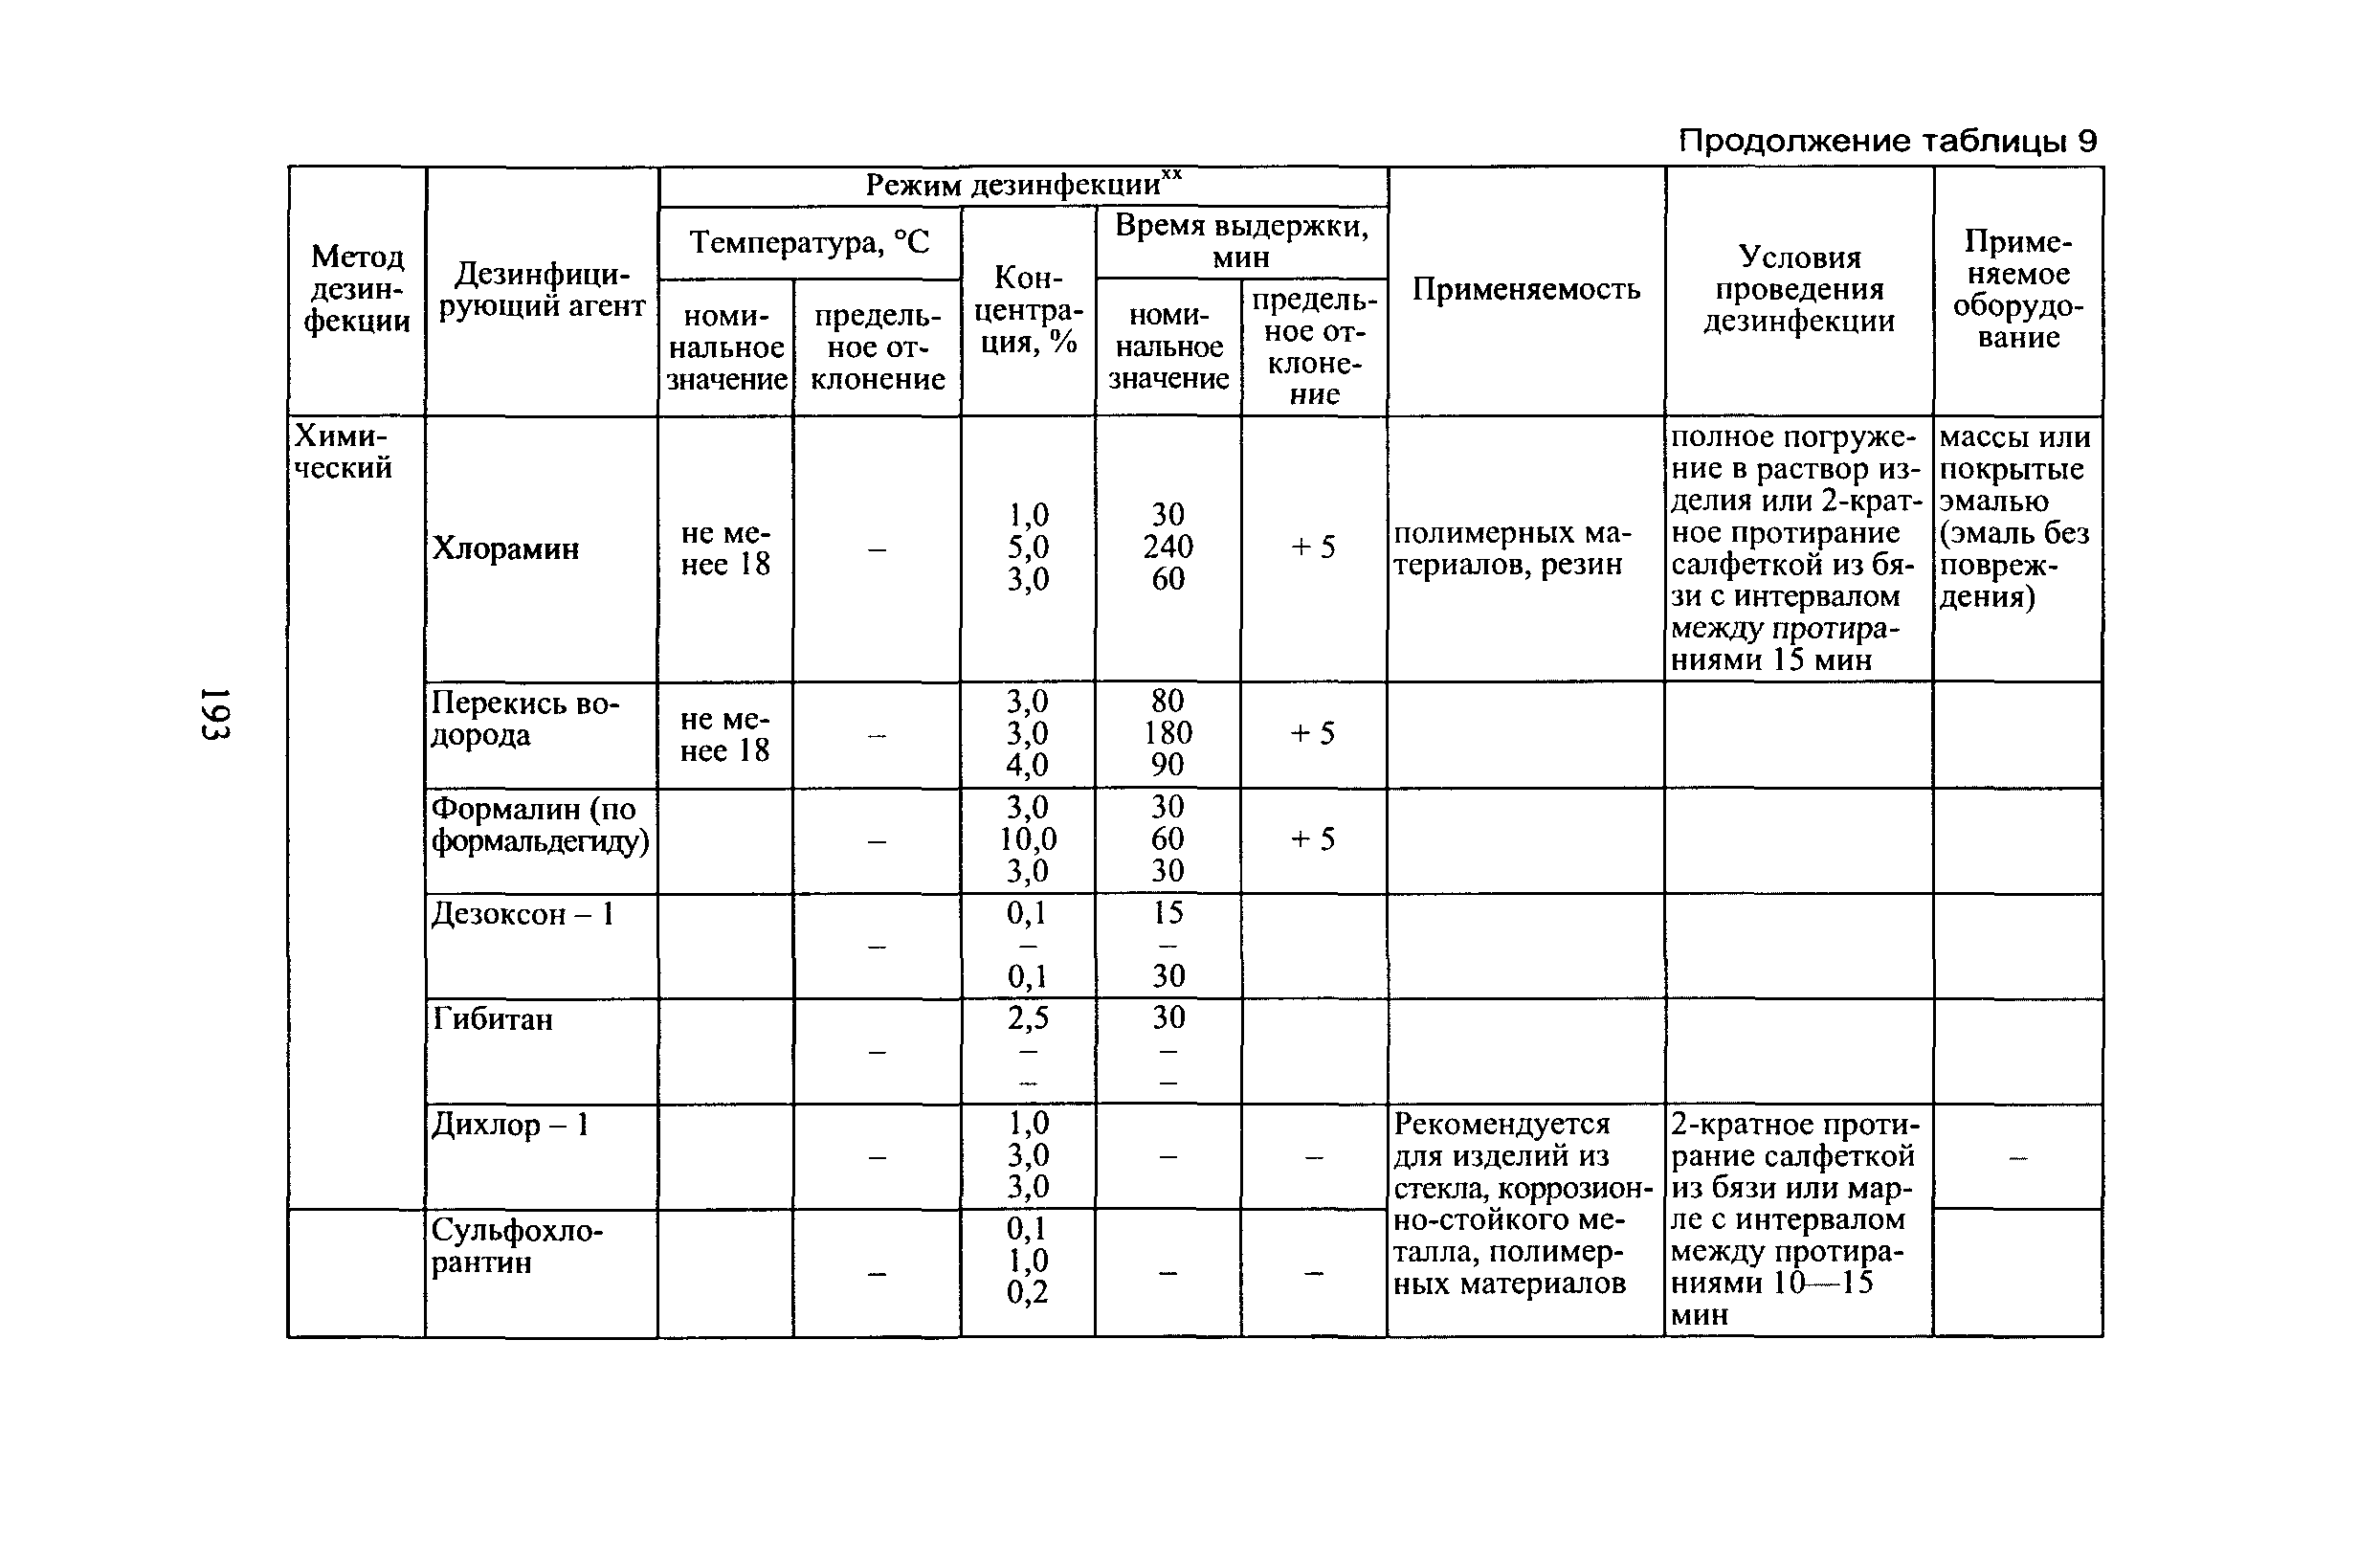 Продолжение таблицы 9
Метод
дезин-
фекции
Дезинфици-
рующий агент
Режим дезинфекцииxx
Температура, °С
номи-
нальное
значение
предель-
ное от-
клонение
Кон-
центра-
ция, %
Время выдержки,
мин
номи-
нальное
значение
предель-
ное от-
клоне-
ние
Применяемость
Условия
проведения
дезинфекции
Приме-
няемое
оборудо-
вание
Хими-
ческий
Хлорамин
не ме-
нее 18
–
1,0
5,0
3,0
30
240
60
+ 5
полимерных ма-
териалов, резин
полное погруже-
ние в раствор из-
делия или 2-крат-
ное протирание
салфеткой из бя-
зи с интервалом
между протира-
ниями 15 мин
массы или
покрытые
эмалью
(эмаль без
повреж-
дения)
Перекись во-
дорода
не ме-
нее 18
–
3,0
3,0
4,0
80
180
90
+ 5
Формалин (по
формальдегиду)
–
3,0
10,0
3,0
30
60
30
+ 5
Дезоксон – 1
–
0,1
–
0,1
15
–
30
Гибитан
–
2,5
–
–
30
–
–
Дихлор – 1
–
1,0
3,0
3,0
–
–
Рекомендуется
для изделий из
стекла, коррозион-
но-стойкого ме-
талла, полимер-
ных материалов
2-кратное проти-
рание салфеткой
из бязи или мар-
ле с интервалом
между протира-
ниями 10—15
мин
–
Сульфохло-
рантин
–
0,1
1,0
0,2
–
–
193